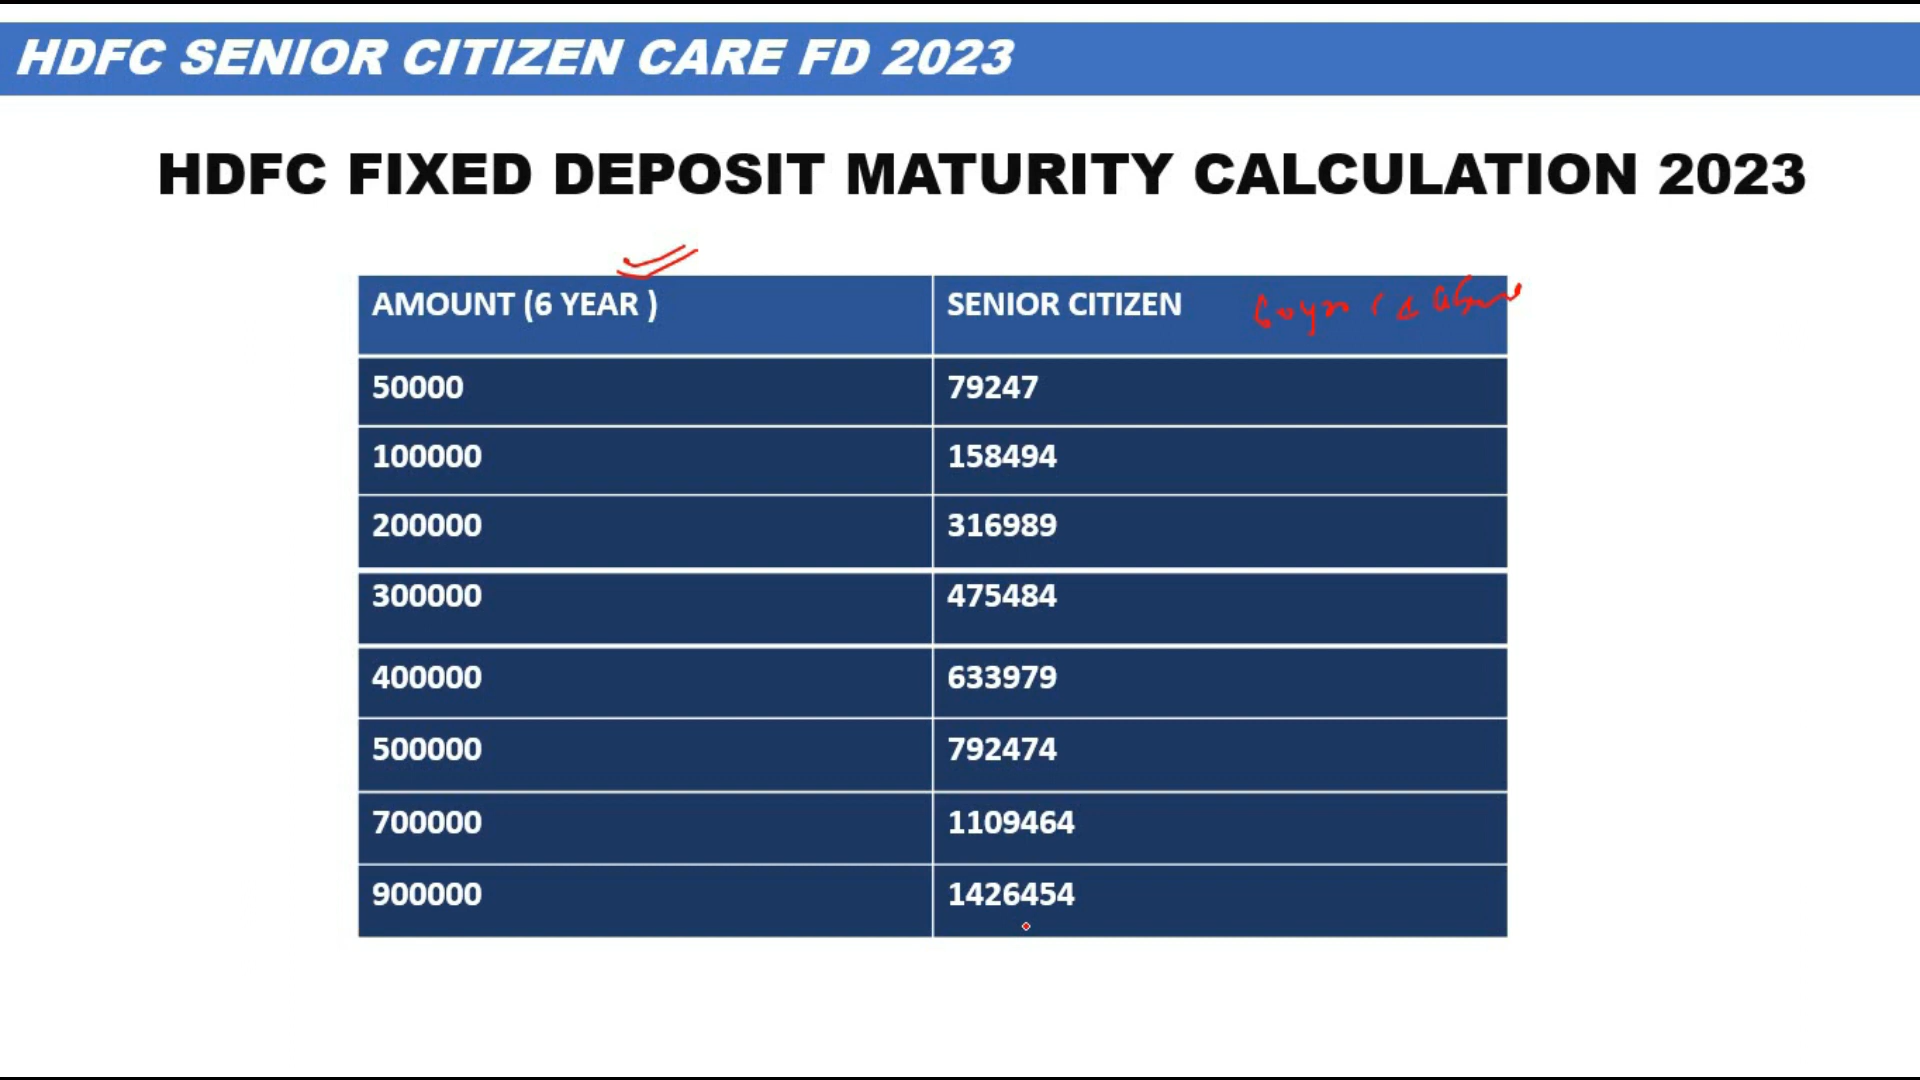 HDFC SENIOR CITIZEN CARE FD 2023
HDFC FIXED DEPOSIT MATURITY CALCULATION 2023
AMOUNT (6 YEAR ) SENIOR CITIZEN
50000 79247
100000 158494
200000 316989
300000 475484
400000 633979
500000 792474
700000 1109464
900000 1426454